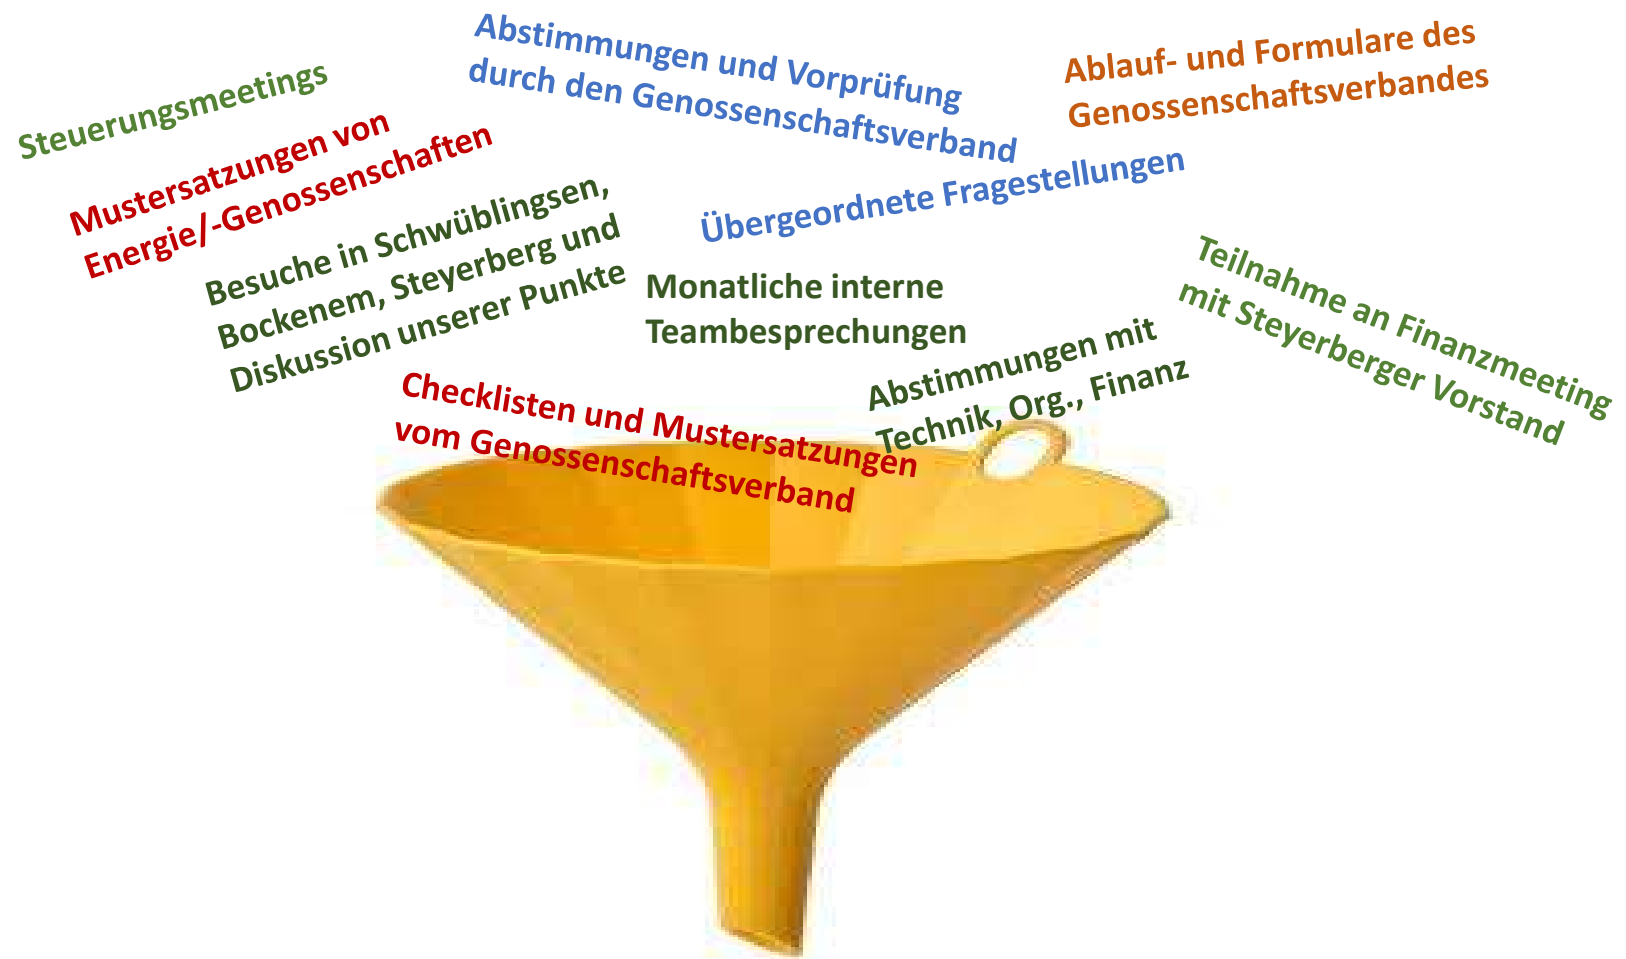 Steuerungsmeetings
Mustersatzungen von
Energie/-Genossenschaften
Abstimmungen und Vorprüfung
durch den Genossenschaftsverband
Ablauf- und Formulare des
Genossenschaftsverbandes
Übergeordnete Fragestellungen
Besuche in Schwüblingsen,
Bockenem, Steyerberg und
Diskussion unserer Punkte
Monatliche interne
Teambesprechungen
Teilnahme an Finanzmeeting
mit Steyerberger Vorstand
Abstimmungen mit
Technik, Org., Finanz
Checklisten und Mustersatzungen
vom Genossenschaftsverband